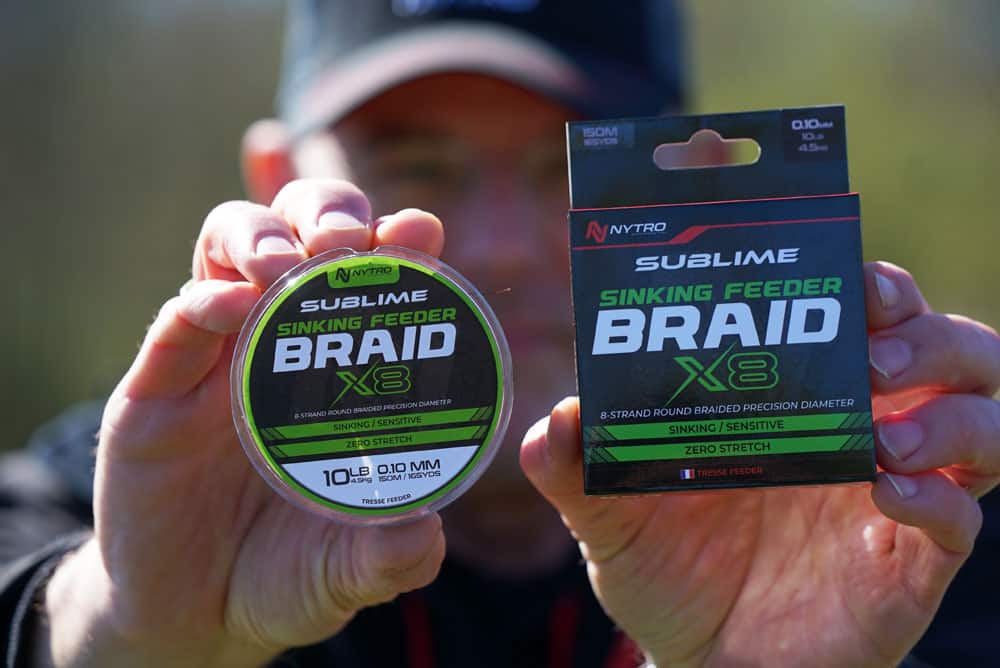 NYTRO
SUBLIME
SINKING FEEDER
BRAID
X8
8-STRAND ROUND BRAIDED PRECISION DIAMETER
SINKING / SENSITIVE
ZERO STRETCH
10LB 0.10 MM
4.5kg 150M / 165YDS
TRESSE FEEDER
150M
165YDS
0.10MM
10LB
4.5KG
NYTRO
SUBLIME
SINKING FEEDER
BRAID
X8
8-STRAND ROUND BRAIDED PRECISION DIAMETER
SINKING / SENSITIVE
ZERO STRETCH
TRESSE FEEDER